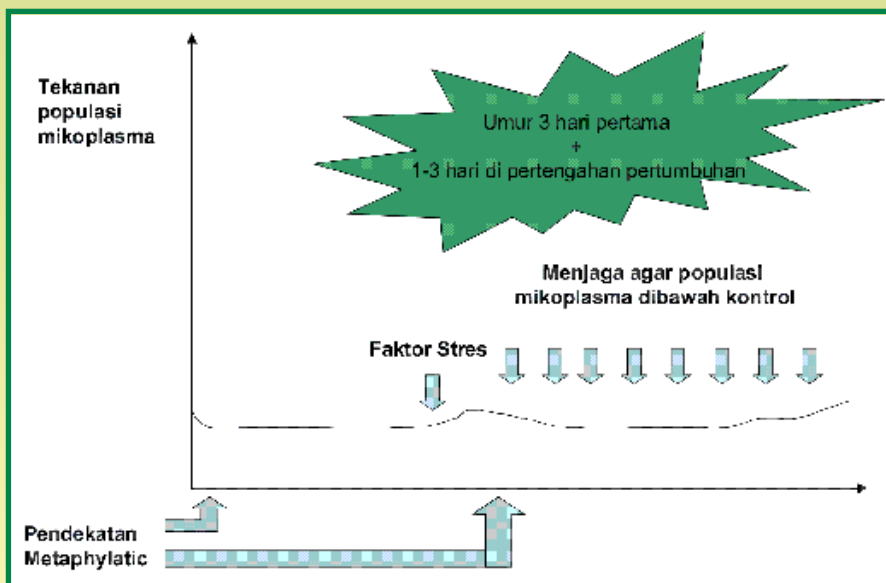 Tekanan
populasi
mikoplasma
Umur 3 hari pertama
+
1-3 hari di pertengahan pertumbuhan
Menjaga agar populasi
mikoplasma dibawah kontrol
Faktor Stres
Pendekatan
Metaphylatic